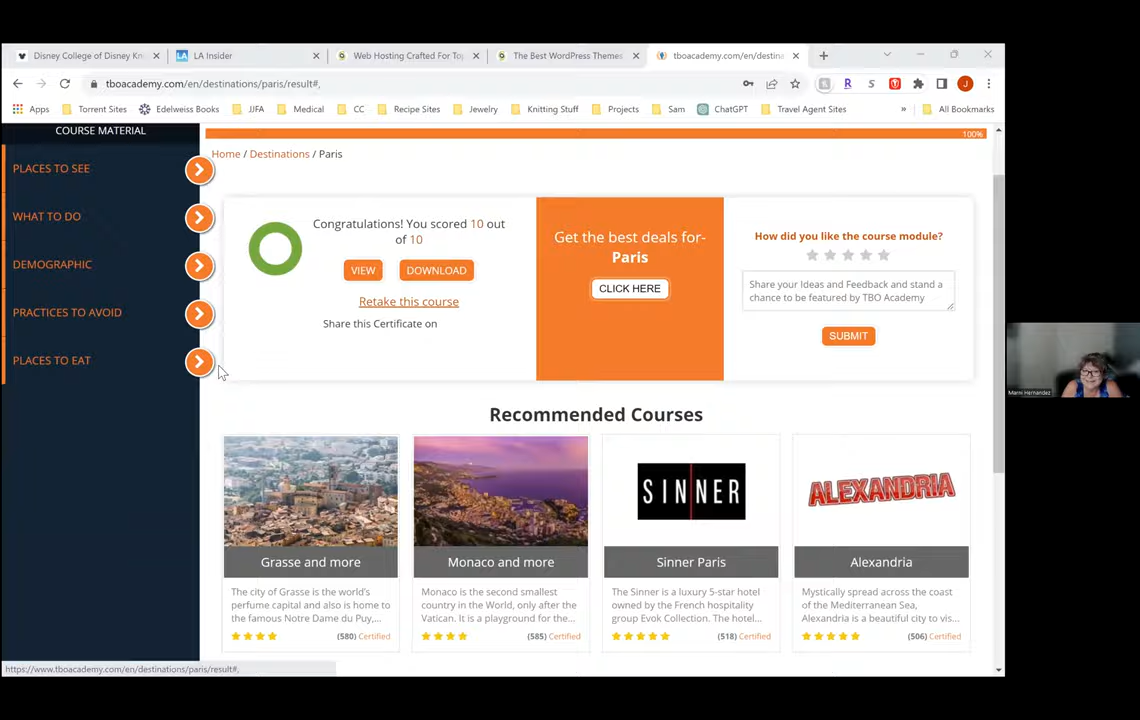 Disney College of Disney Kn
LA Insider
Web Hosting Crafted For Top
The Best WordPress Themes
tboacademy.com/en/destina
tboacademy.com/en/destinations/paris/result#,
Apps
Torrent Sites
Edelweiss Books
JJFA
Medical
CC
Recipe Sites
Jewelry
Knitting Stuff
Projects
Sam
ChatGPT
Travel Agent Sites
»
All Bookmarks
COURSE MATERIAL
PLACES TO SEE
WHAT TO DO
DEMOGRAPHIC
PRACTICES TO AVOID
PLACES TO EAT
100%
Home / Destinations / Paris
Congratulations! You scored 10 out
of 10
VIEW
DOWNLOAD
Retake this course
Share this Certificate on
Get the best deals for-
Paris
CLICK HERE
How did you like the course module?
Share your Ideas and Feedback and stand a
chance to be featured by TBO Academy
SUBMIT
Recommended Courses
Grasse and more
The city of Grasse is the world's
perfume capital and also is home to
the famous Notre Dame du Puy,...
(580) Certified
Monaco and more
Monaco is the second smallest
country in the World, only after the
Vatican. It is a playground for the...
(585) Certified
SINNER
Sinner Paris
The Sinner is a luxury 5-star hotel
owned by the French hospitality
group Evok Collection. The hotel...
(518) Certified
ALEXANDRIA
Alexandria
Mystically spread across the coast
of the Mediterranean Sea,
Alexandria is a beautiful city to vis...
(506) Certified
https://www.tboacademy.com/en/destinations/paris/result#,
Marni Hernandez